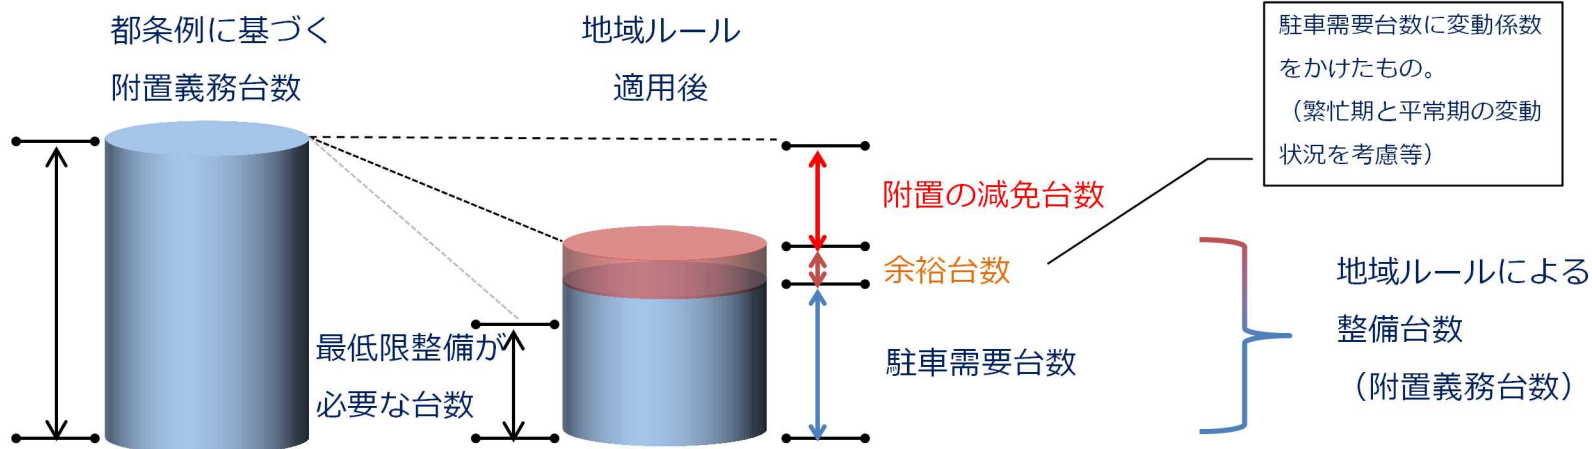 都条例に基づく
附置義務台数
地域ルール
適用後
駐車需要台数に変動係数
をかけたもの。
（繁忙期と平常期の変動
状況を考慮等）
附置の減免台数
余裕台数
駐車需要台数
最低限整備が
必要な台数
地域ルールによる
整備台数
（附置義務台数）